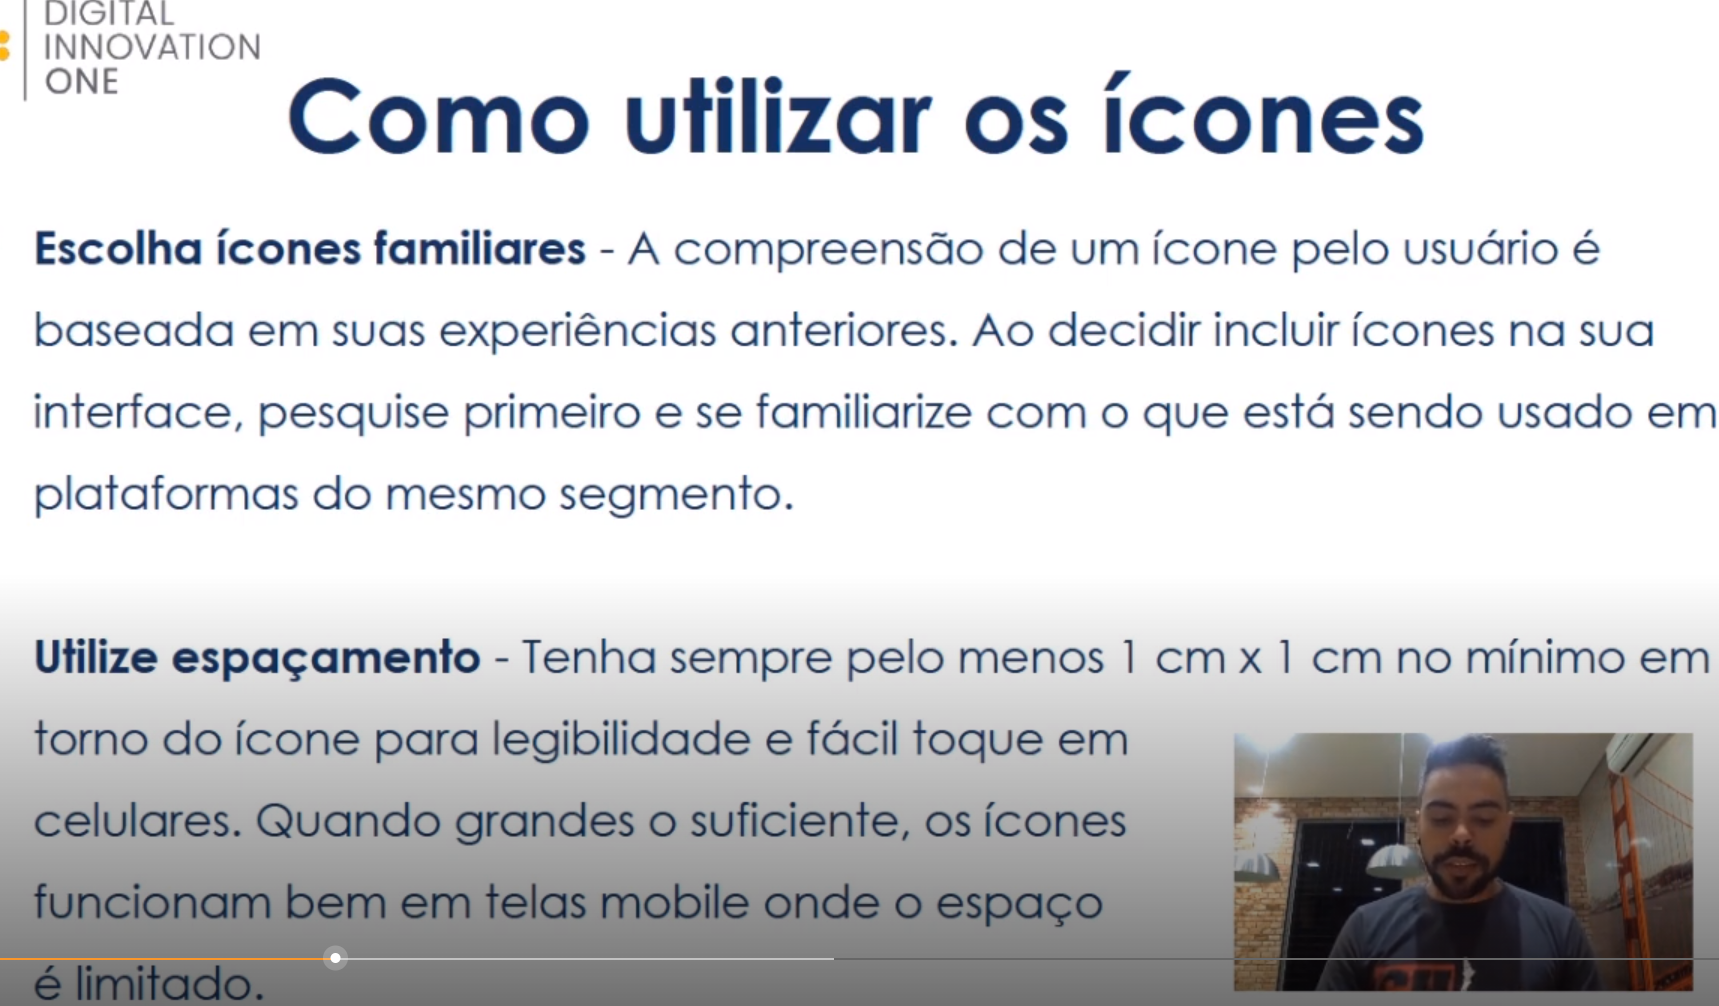 DIGITAL
INNOVATION
ONE
Como utilizar os ícones
Escolha ícones familiares - A compreensão de um ícone pelo usuário é
baseada em suas experiências anteriores. Ao decidir incluir ícones na sua
interface, pesquise primeiro e se familiarize com o que está sendo usado em
plataformas do mesmo segmento.
Utilize espaçamento - Tenha sempre pelo menos 1 cm x 1 cm no mínimo em
torno do ícone para legibilidade e fácil toque em
celulares. Quando grandes o suficiente, os ícones
funcionam bem em telas mobile onde o espaço
é limitado.